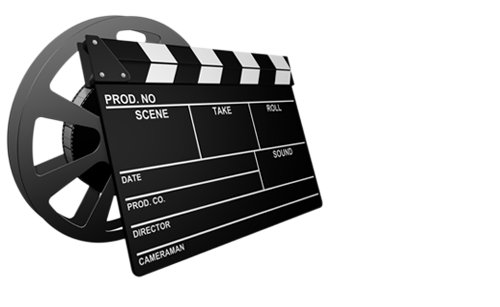 PROD. NO
SCENE TAKE ROLL
SOUND
DATE
PROD. CO.
DIRECTOR
CAMERAMAN